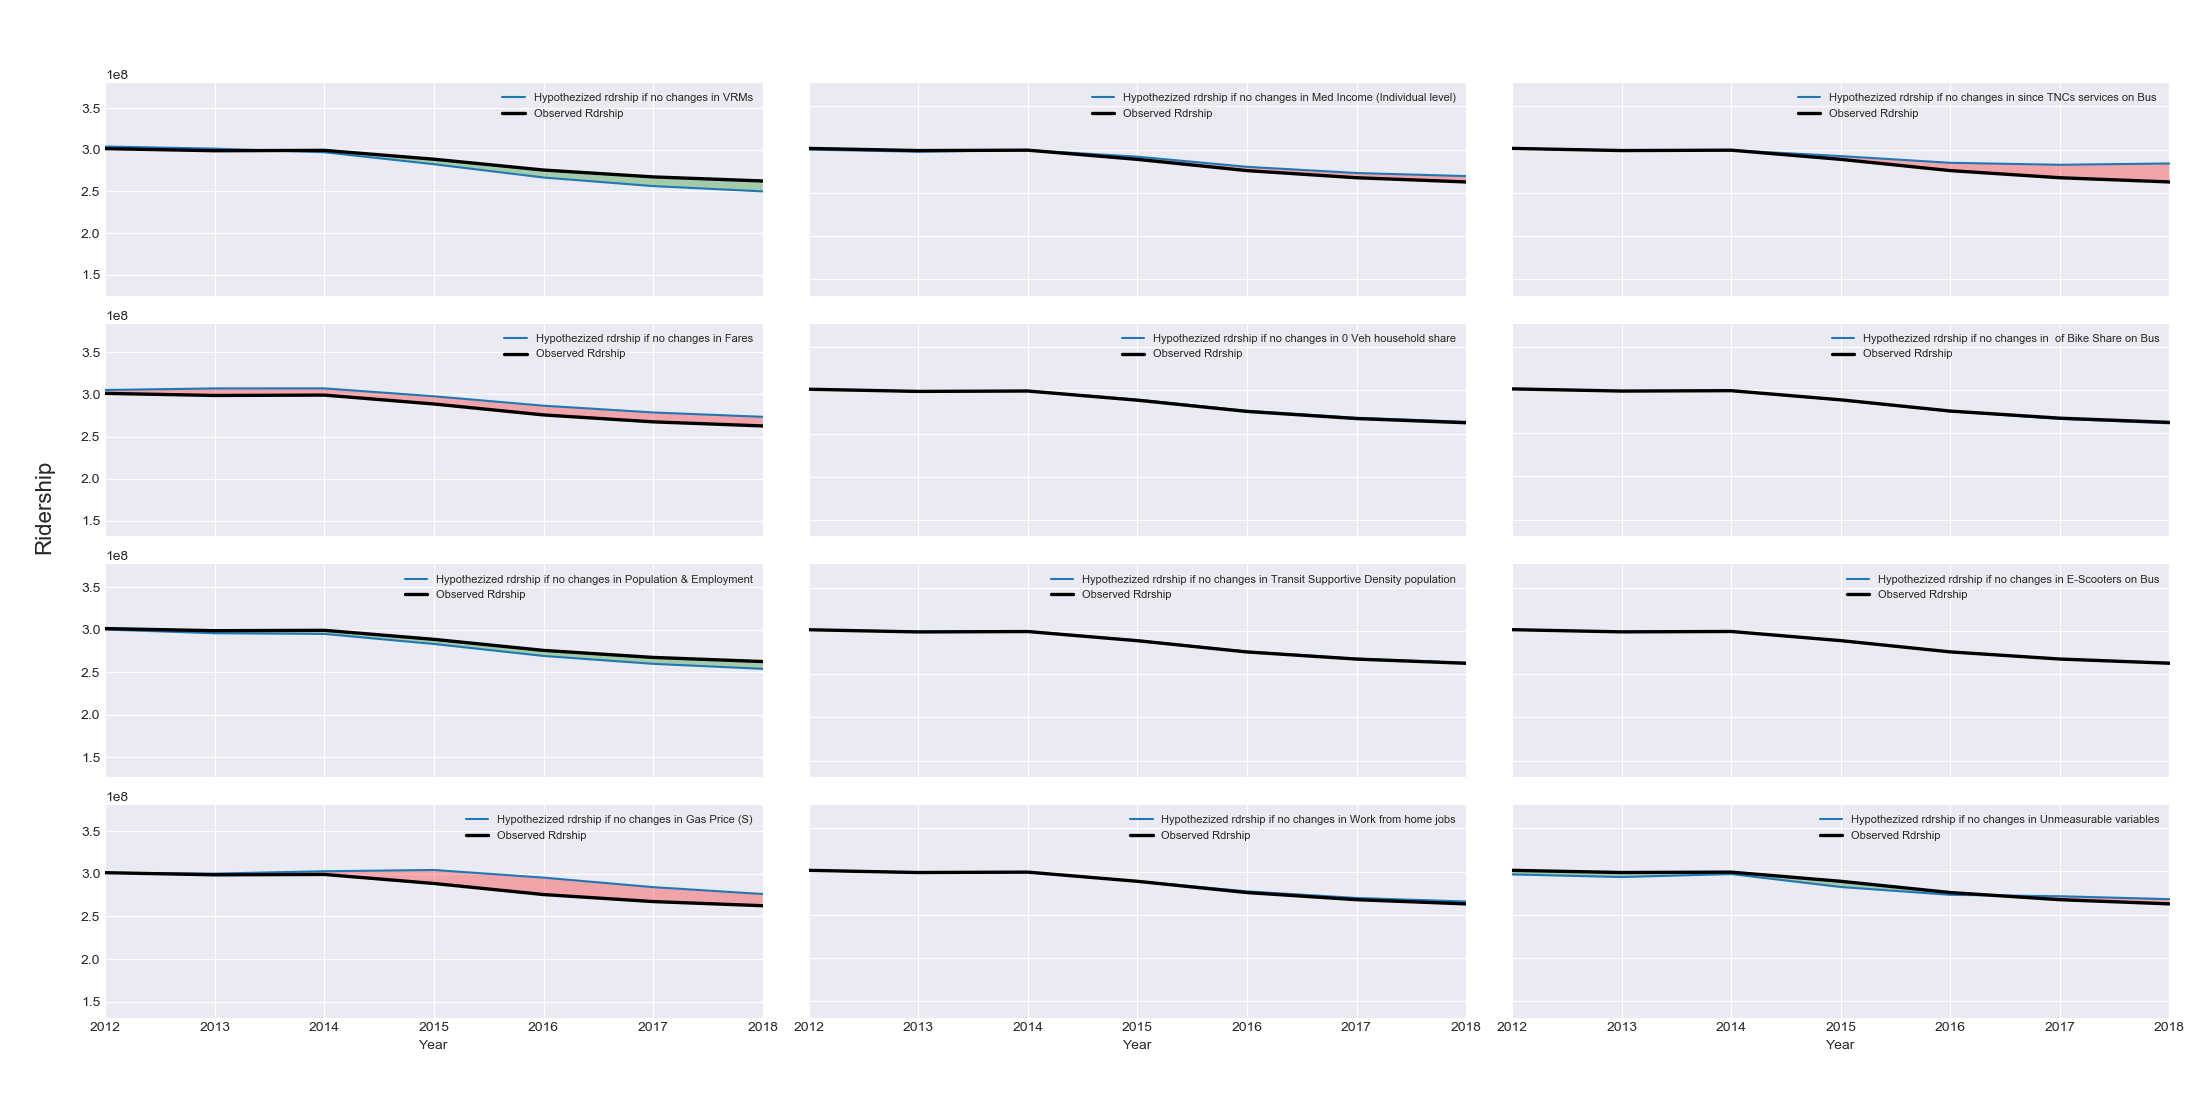 1e8
3.5
3.0
2.5
2.0
1.5
Hypothezized rdrship if no changes in VRMs
Observed Rdrship
Hypothezized rdrship if no changes in Med Income (Individual level)
Observed Rdrship
Hypothezized rdrship if no changes in since TNCs services on Bus
Observed Rdrship
1e8
3.5
3.0
2.5
2.0
1.5
Hypothezized rdrship if no changes in Fares
Observed Rdrship
Hypothezized rdrship if no changes in 0 Veh household share
Observed Rdrship
Hypothezized rdrship if no changes in  of Bike Share on Bus
Observed Rdrship
Ridership
1e8
3.5
3.0
2.5
2.0
1.5
Hypothezized rdrship if no changes in Population & Employment
Observed Rdrship
Hypothezized rdrship if no changes in Transit Supportive Density population
Observed Rdrship
Hypothezized rdrship if no changes in E-Scooters on Bus
Observed Rdrship
1e8
3.5
3.0
2.5
2.0
1.5
Hypothezized rdrship if no changes in Gas Price (S)
Observed Rdrship
Hypothezized rdrship if no changes in Work from home jobs
Observed Rdrship
Hypothezized rdrship if no changes in Unmeasurable variables
Observed Rdrship
2012 2013 2014 2015 2016 2017 2018
Year
2012 2013 2014 2015 2016 2017 2018
Year
2012 2013 2014 2015 2016 2017 2018
Year